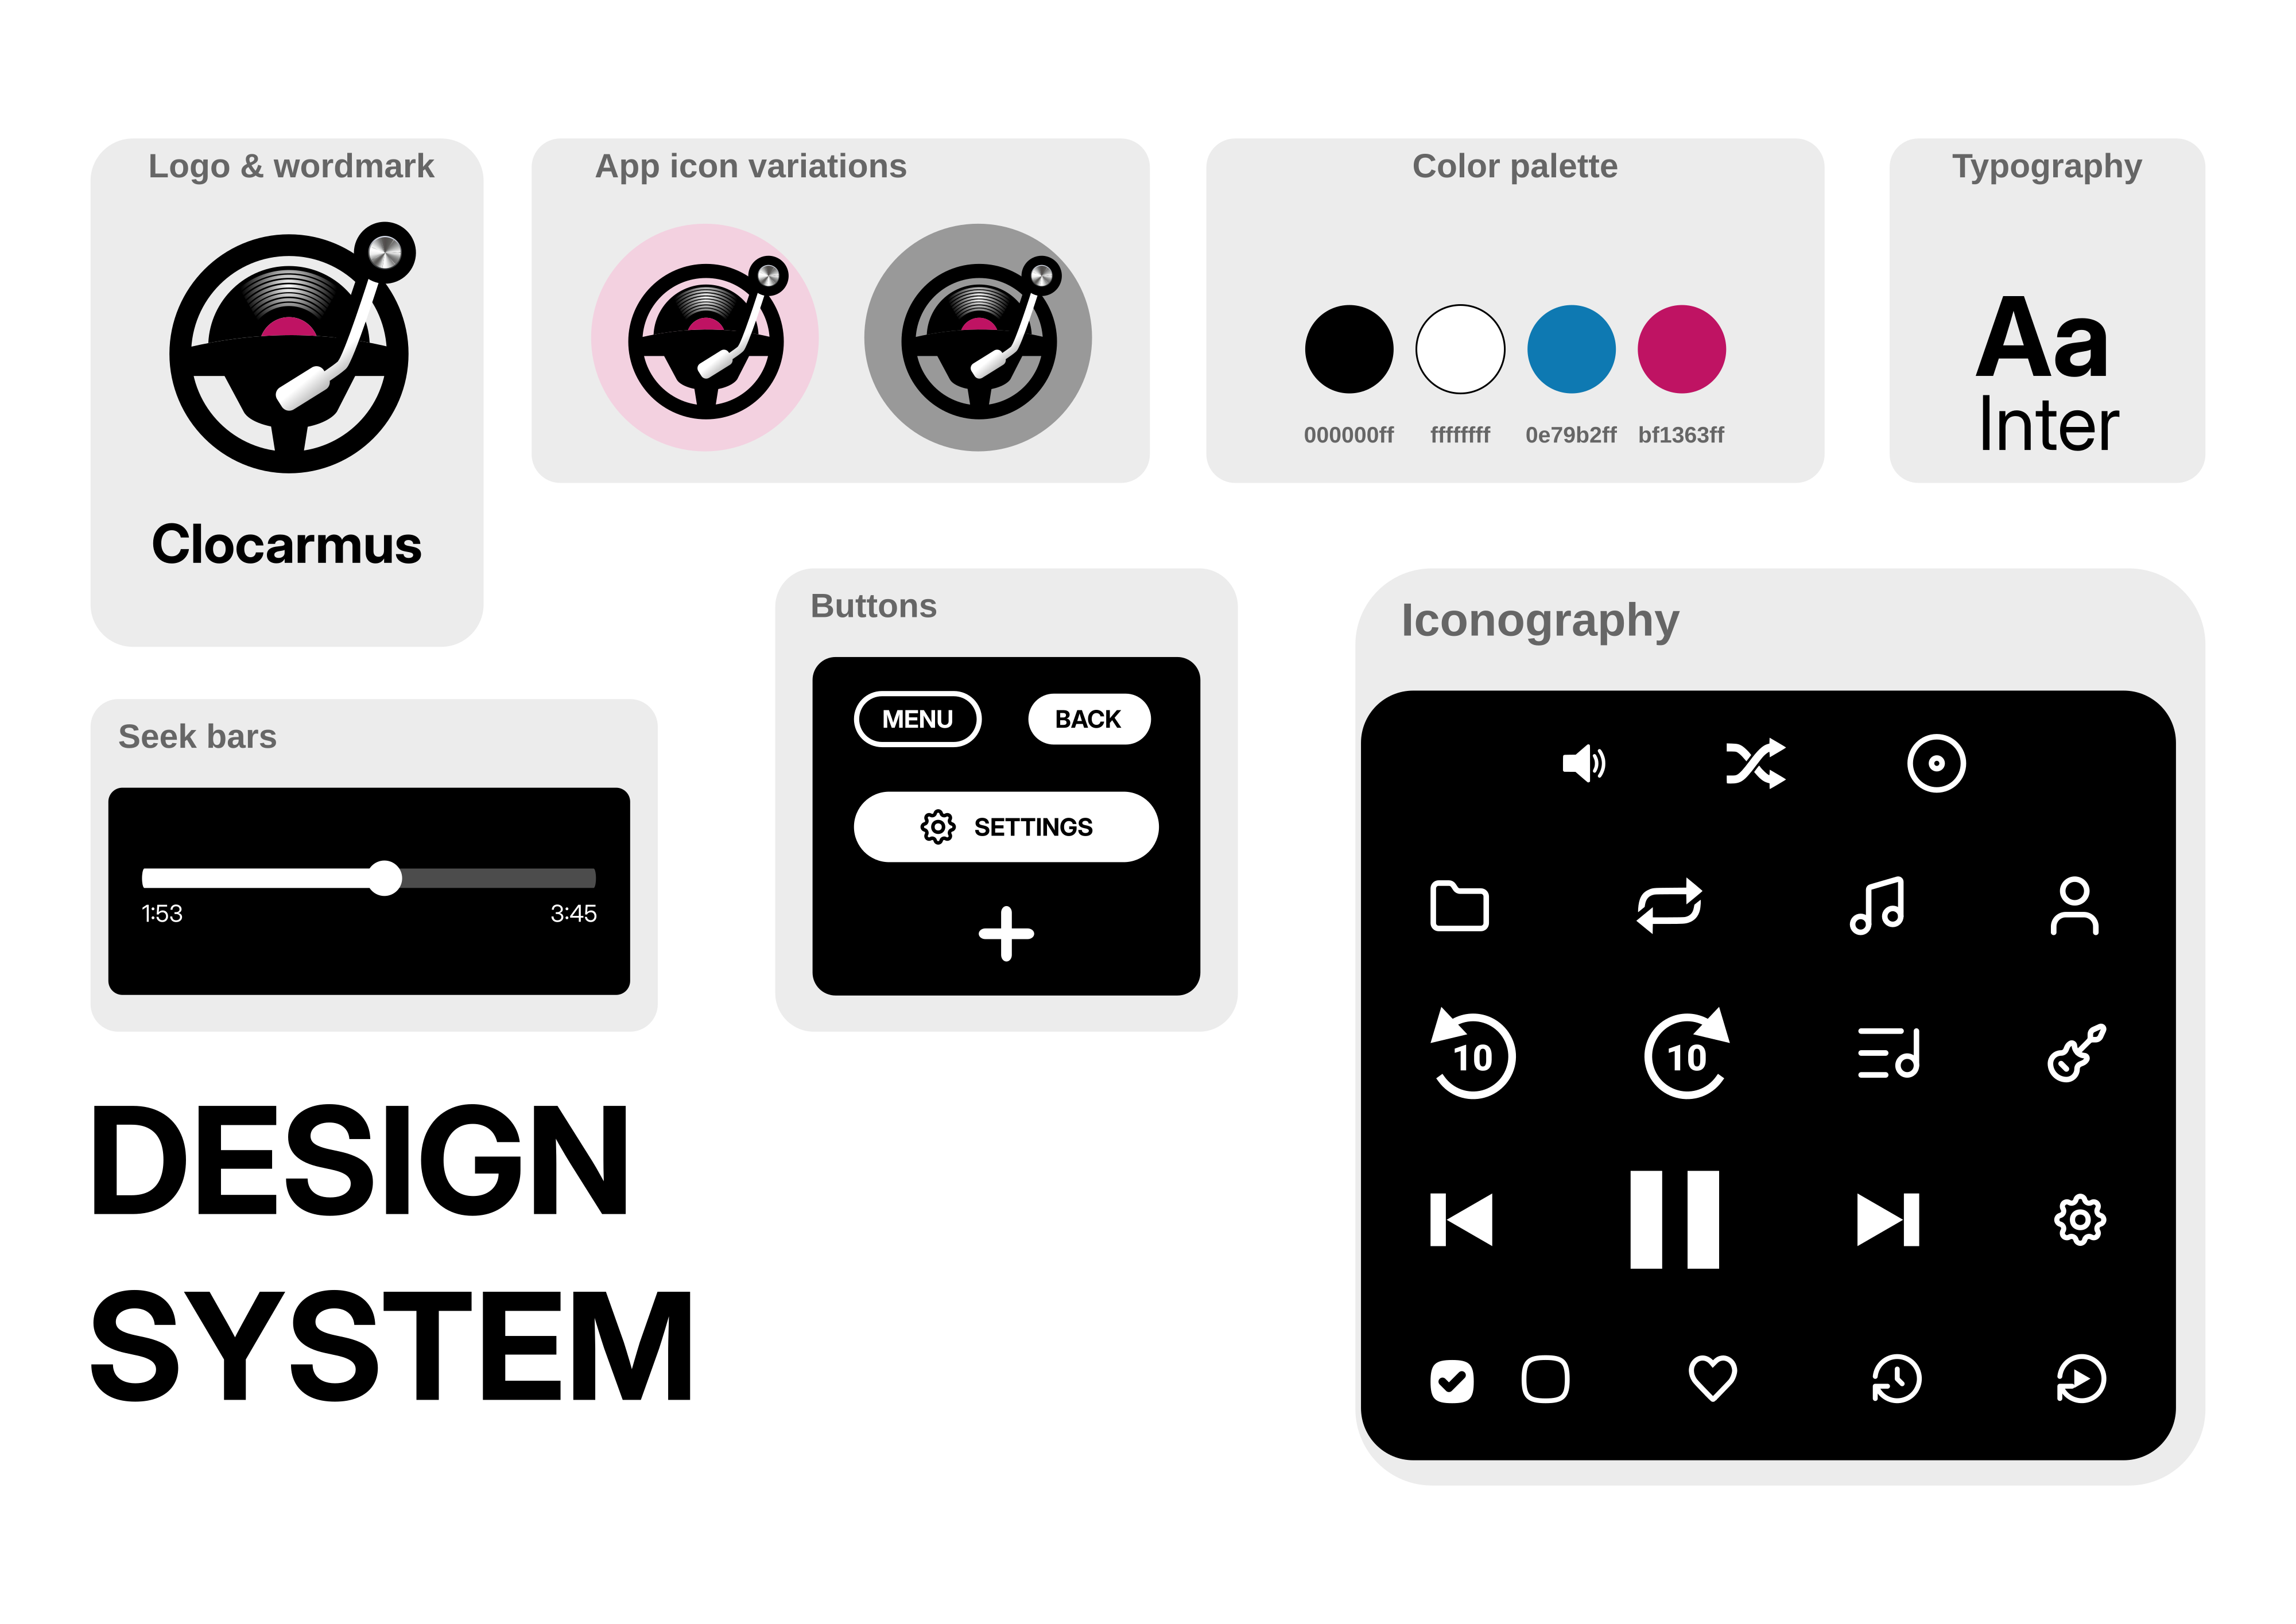 Logo & wordmark
Clocarmus
App icon variations
Color palette
000000ff
ffffffff
0e79b2ff
bf1363ff
Typography
Aa
Inter
Seek bars
1:53
3:45
Buttons
MENU
BACK
SETTINGS
Iconography
10
10
DESIGN
SYSTEM